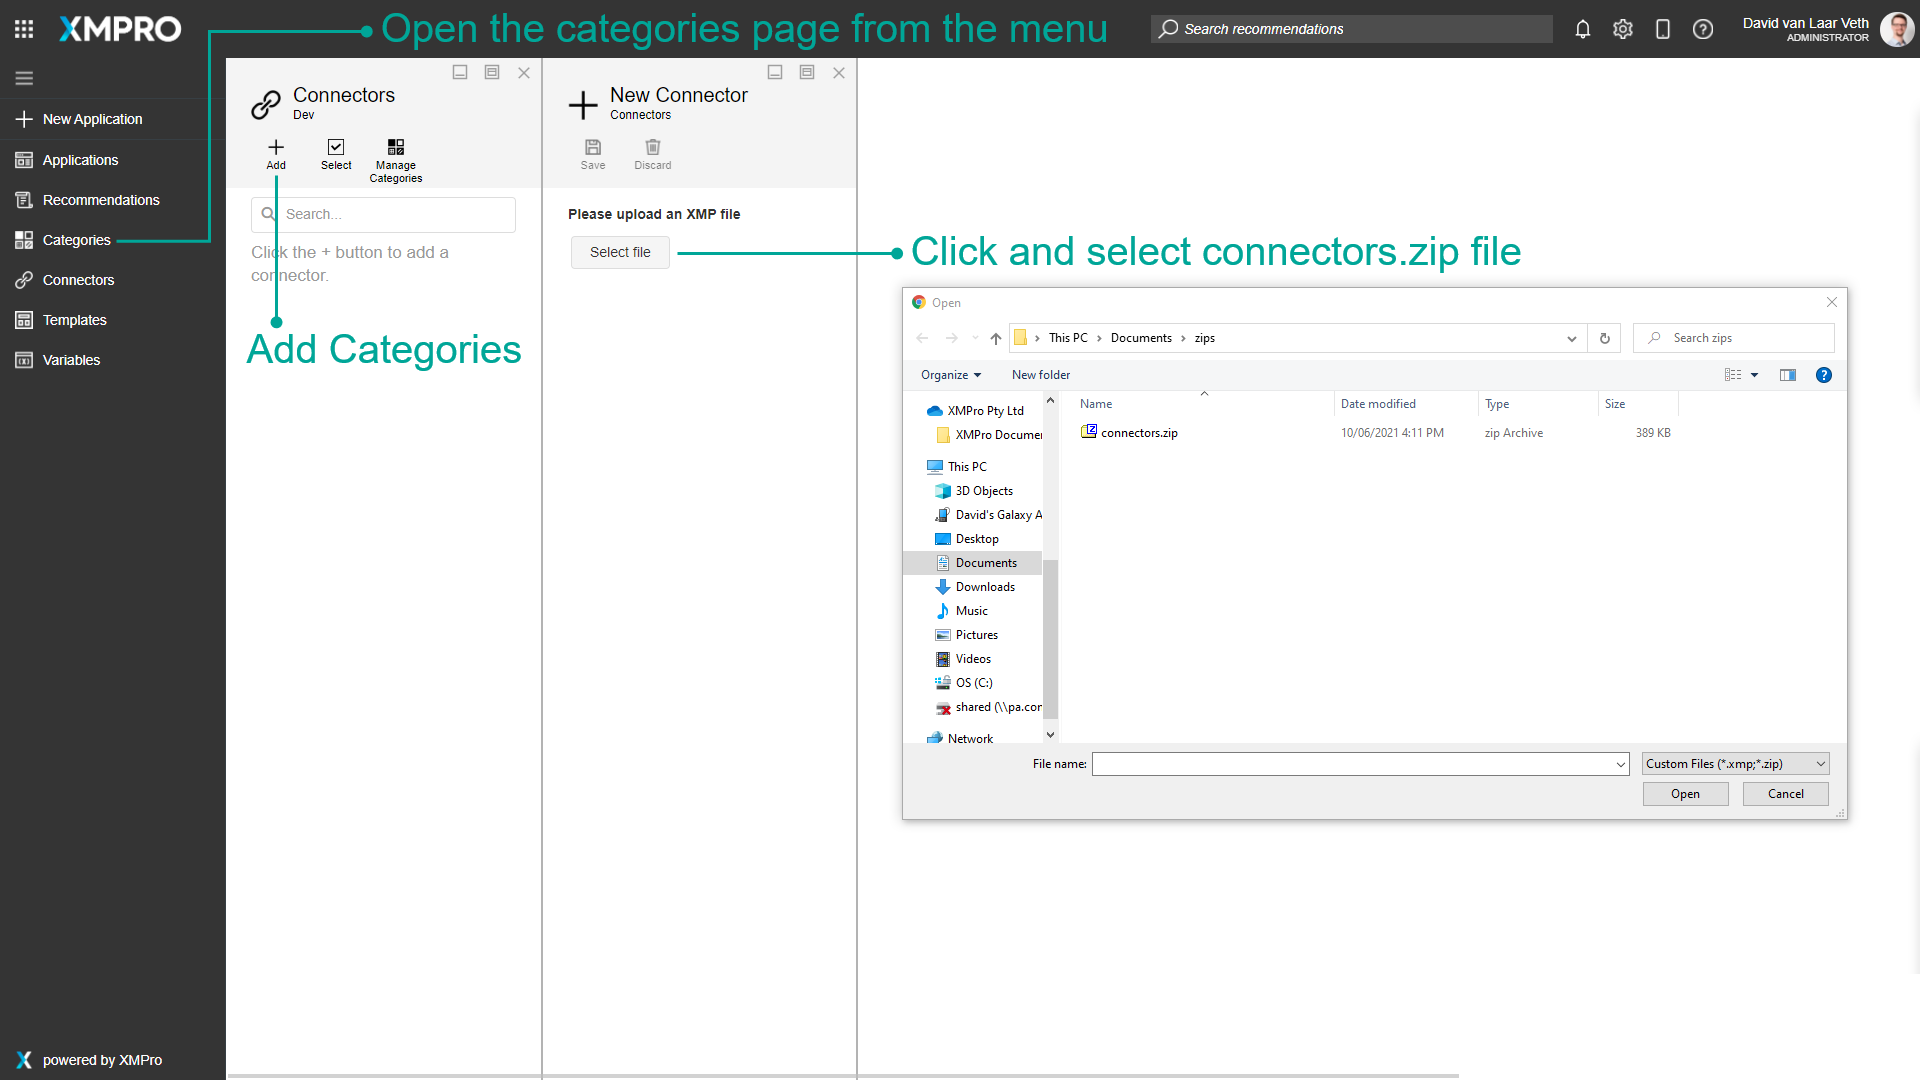 XMPRO
Open the categories page from the menu
Search recommendations
David van Laar Veth
ADMINISTRATOR
New Application
Applications
Recommendations
Categories
Connectors
Templates
Variables
powered by XMPro
Connectors
Dev
Add
Select
Manage
Categories
Search...
Click the + button to add a
connector.
Add Categories
New Connector
Connectors
Save
Discard
Please upload an XMP file
Select file
Click and select connectors.zip file
Open
This PC
Documents
zips
Search zips
Organize
New folder
Name
Date modified
Type
Size
connectors.zip
10/06/2021 4:11 PM
zip Archive
389 KB
XMPro Pty Ltd
XMPro Documer
This PC
3D Objects
David's Galaxy A
Desktop
Documents
Downloads
Music
Pictures
Videos
OS (C:)
shared (\\pa.con
Network
File name:
Custom Files (*.xmp;*.zip)
Open
Cancel